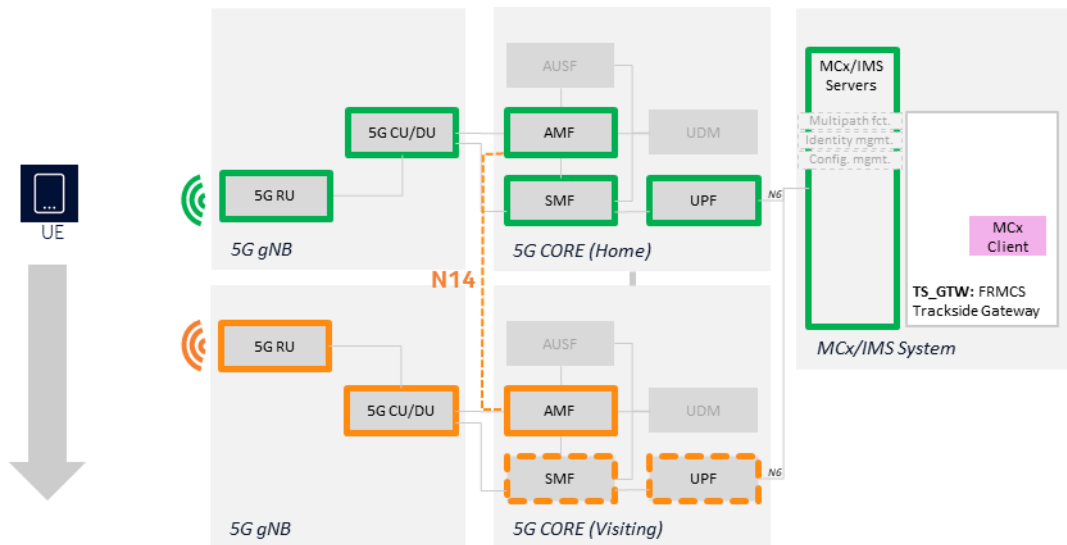 UE
5G RU
5G CU/DU
5G gNB
AUSF
AMF
UDM
SMF
UPF
N6
5G CORE (Home)
MCx/IMS
Servers
Multipath fct.
Identity mgmt.
Config. mgmt.
MCx
Client
TS_GTW: FRMCS
Trackside Gateway
MCx/IMS System
N14
5G RU
5G CU/DU
5G gNB
AUSF
AMF
UDM
SMF
UPF
N6
5G CORE (Visiting)